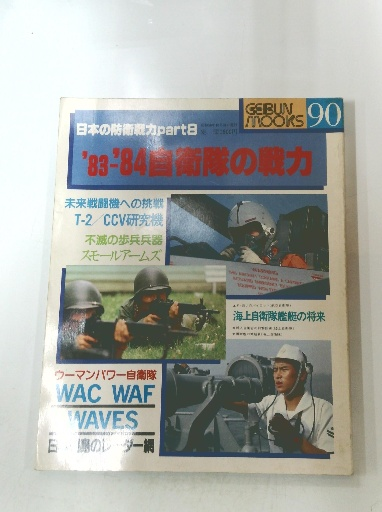 日本の防衛戦力part8
GEBUN MOOKS 90
'83-'84自衛隊の戦力
未来戦闘機への挑戦
T-2/CCV研究機
不滅の歩兵兵器
スモールアームズ
海上自衛隊艦艇の将来
ウーマンパワー自衛隊
WAC WAF
WAVES